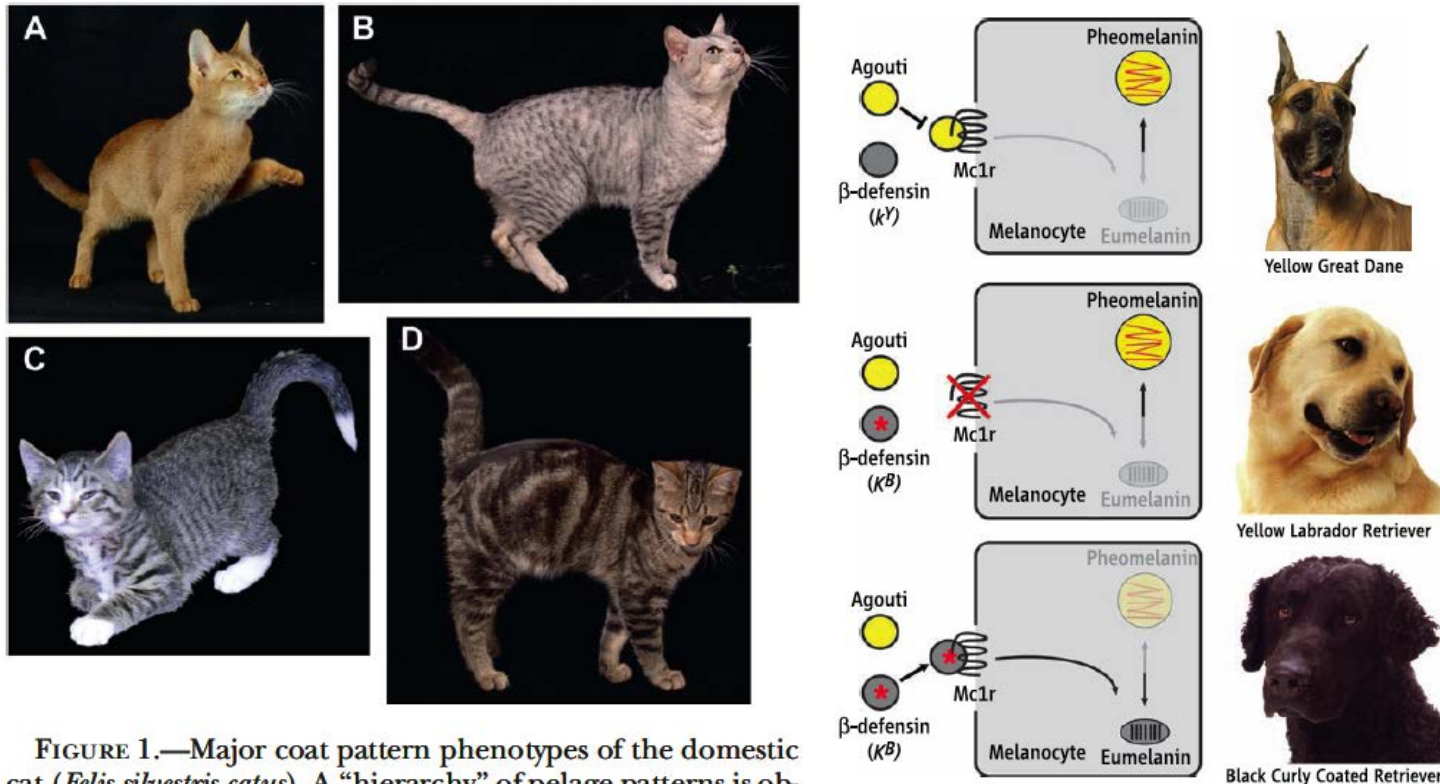 A
B
C
D
FIGURE 1.—Major coat pattern phenotypes of the domestic
cat (Felis silvestris catus). A “hierarchy” of pelage patterns is ob-
Agouti
β-defensin
(k^Y)
Mc1r
Melanocyte
Pheomelanin
Eumelanin
Yellow Great Dane
Agouti
β-defensin
(K^B)
Mc1r
Melanocyte
Pheomelanin
Eumelanin
Yellow Labrador Retriever
Agouti
β-defensin
(K^B)
Mc1r
Melanocyte
Pheomelanin
Eumelanin
Black Curly Coated Retriever